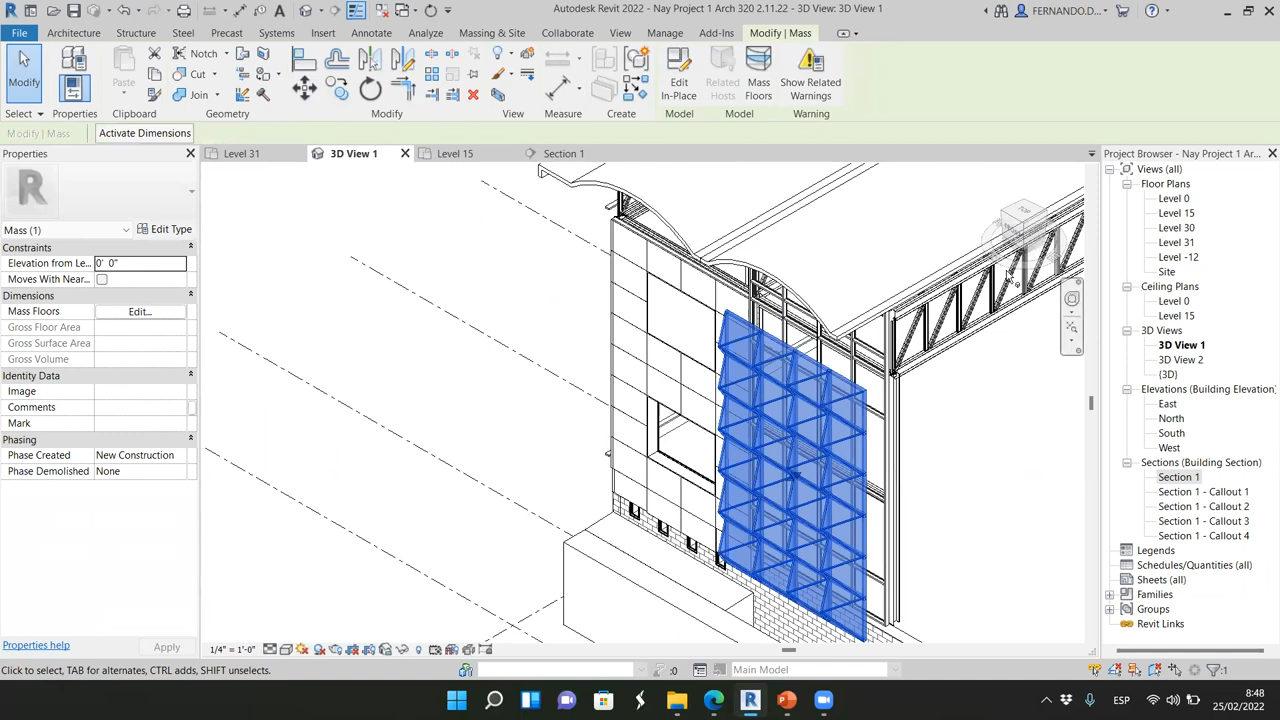 Autodesk Revit 2022 - Nay Project 1 Arch 320 2.11.22 - 3D View: 3D View 1
FERNANDO.D...
File Architecture Structure Steel Precast Systems Insert Annotate Analyze Massing & Site Collaborate View Manage Add-Ins Modify | Mass
Modify
Paste
Notch
Cut
Join
Edit
In-Place
Related
Hosts
Mass
Floors
Show Related
Warnings
Select Properties Clipboard Geometry Modify View Measure Create Model Model Warning
Modify | Mass Activate Dimensions
Properties
Level 31 3D View 1 Level 15 Section 1
Project Browser - Nay Project 1 Ar...
Mass (1) Edit Type
Constraints
Elevation from Le... 0' 0"
Moves With Near...
Dimensions
Mass Floors Edit...
Gross Floor Area
Gross Surface Area
Gross Volume
Identity Data
Image
Comments
Mark
Phasing
Phase Created New Construction
Phase Demolished None
Properties help Apply
TOP
Views (all)
Floor Plans
Level 0
Level 15
Level 30
Level 31
Level -12
Site
Ceiling Plans
Level 0
Level 15
3D Views
3D View 1
3D View 2
{3D}
Elevations (Building Elevation)
East
North
South
West
Sections (Building Section)
Section 1
Section 1 - Callout 1
Section 1 - Callout 2
Section 1 - Callout 3
Section 1 - Callout 4
Legends
Schedules/Quantities (all)
Sheets (all)
Families
Groups
Revit Links
1/4" = 1'-0"
Click to select, TAB for alternates, CTRL adds, SHIFT unselects.
:0
Main Model
:1
ESP
8:48
25/02/2022